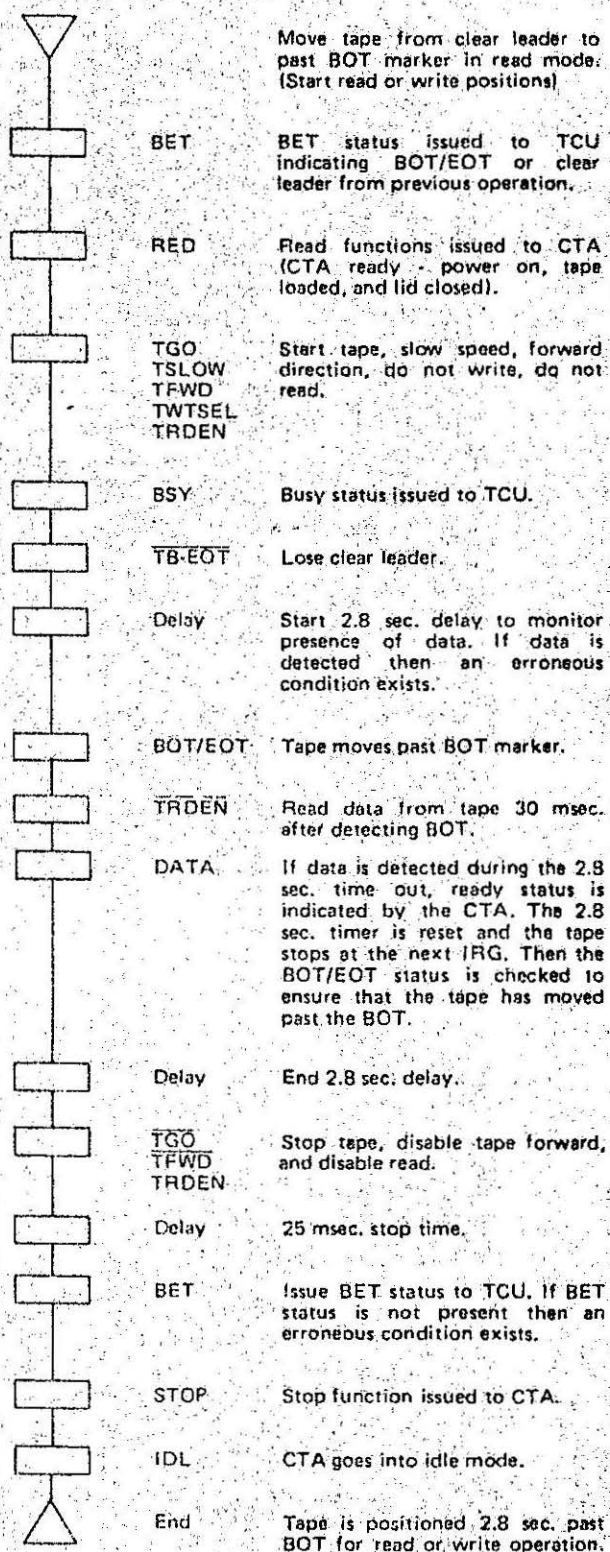 Move tape from clear leader to
past BOT marker in read mode.
(Start read or write positions)
BET BET status issued to TCU
indicating BOT/EOT or clear
leader from previous operation.
RED Read functions issued to CTA
(CTA ready - power on, tape
loaded, and lid closed).
TGO Start tape, slow speed, forward
TSLOW direction, do not write, do not
TFWD read.
TWTSEL
TRDEN
BSY Busy status issued to TCU.
T̅B̅-̅E̅O̅T̅ Lose clear leader.
Delay Start 2.8 sec. delay to monitor
presence of data. If data is
detected then an erroneous
condition exists.
BOT/EOT Tape moves past BOT marker.
T̅R̅D̅E̅N̅ Read data from tape 30 msec.
after detecting BOT.
DATA If data is detected during the 2.8
sec. time out, ready status is
indicated by the CTA. The 2.8
sec. timer is reset and the tape
stops at the next IRG. Then the
BOT/EOT status is checked to
ensure that the tape has moved
past the BOT.
Delay End 2.8 sec. delay.
T̅G̅O̅ Stop tape, disable tape forward,
T̅F̅W̅D̅ and disable read.
TRDEN
Delay 25 msec. stop time.
BET Issue BET status to TCU. If BET
status is not present then an
erroneous condition exists.
STOP Stop function issued to CTA.
IDL CTA goes into idle mode.
End Tape is positioned 2.8 sec. past
BOT for read or write operation.